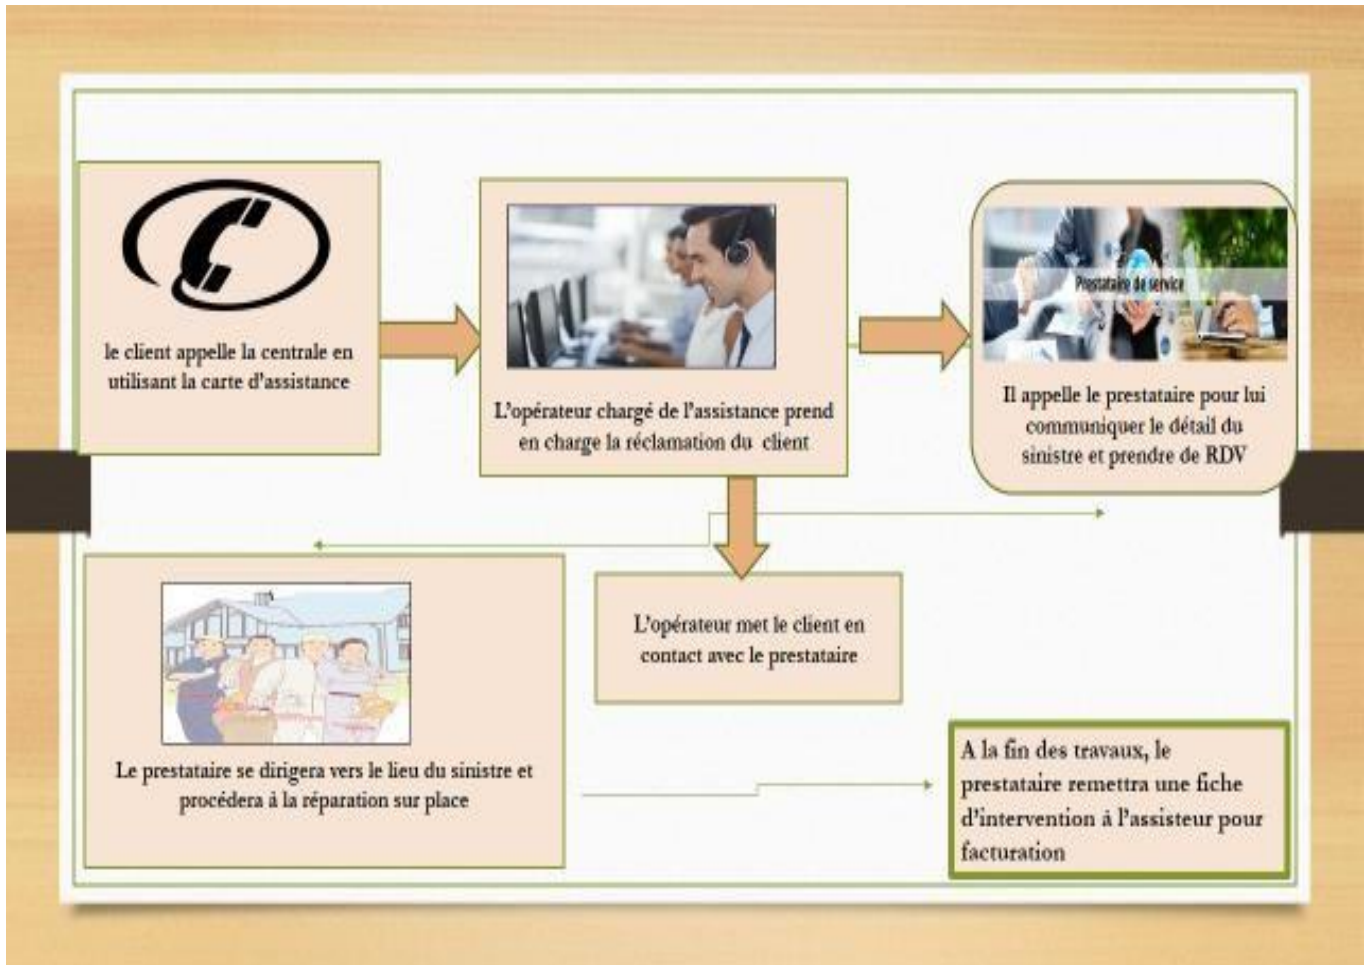 le client appelle la centrale en
utilisant la carte d'assistance
L'opérateur chargé de l'assistance prend
en charge la réclamation du client
Prestataire de service
Il appelle le prestataire pour lui
communiquer le détail du
sinistre et prendre de RDV
L'opérateur met le client en
contact avec le prestataire
Le prestataire se dirigera vers le lieu du sinistre et
procédera à la réparation sur place
A la fin des travaux, le
prestataire remettra une fiche
d'intervention à l'assisteur pour
facturation